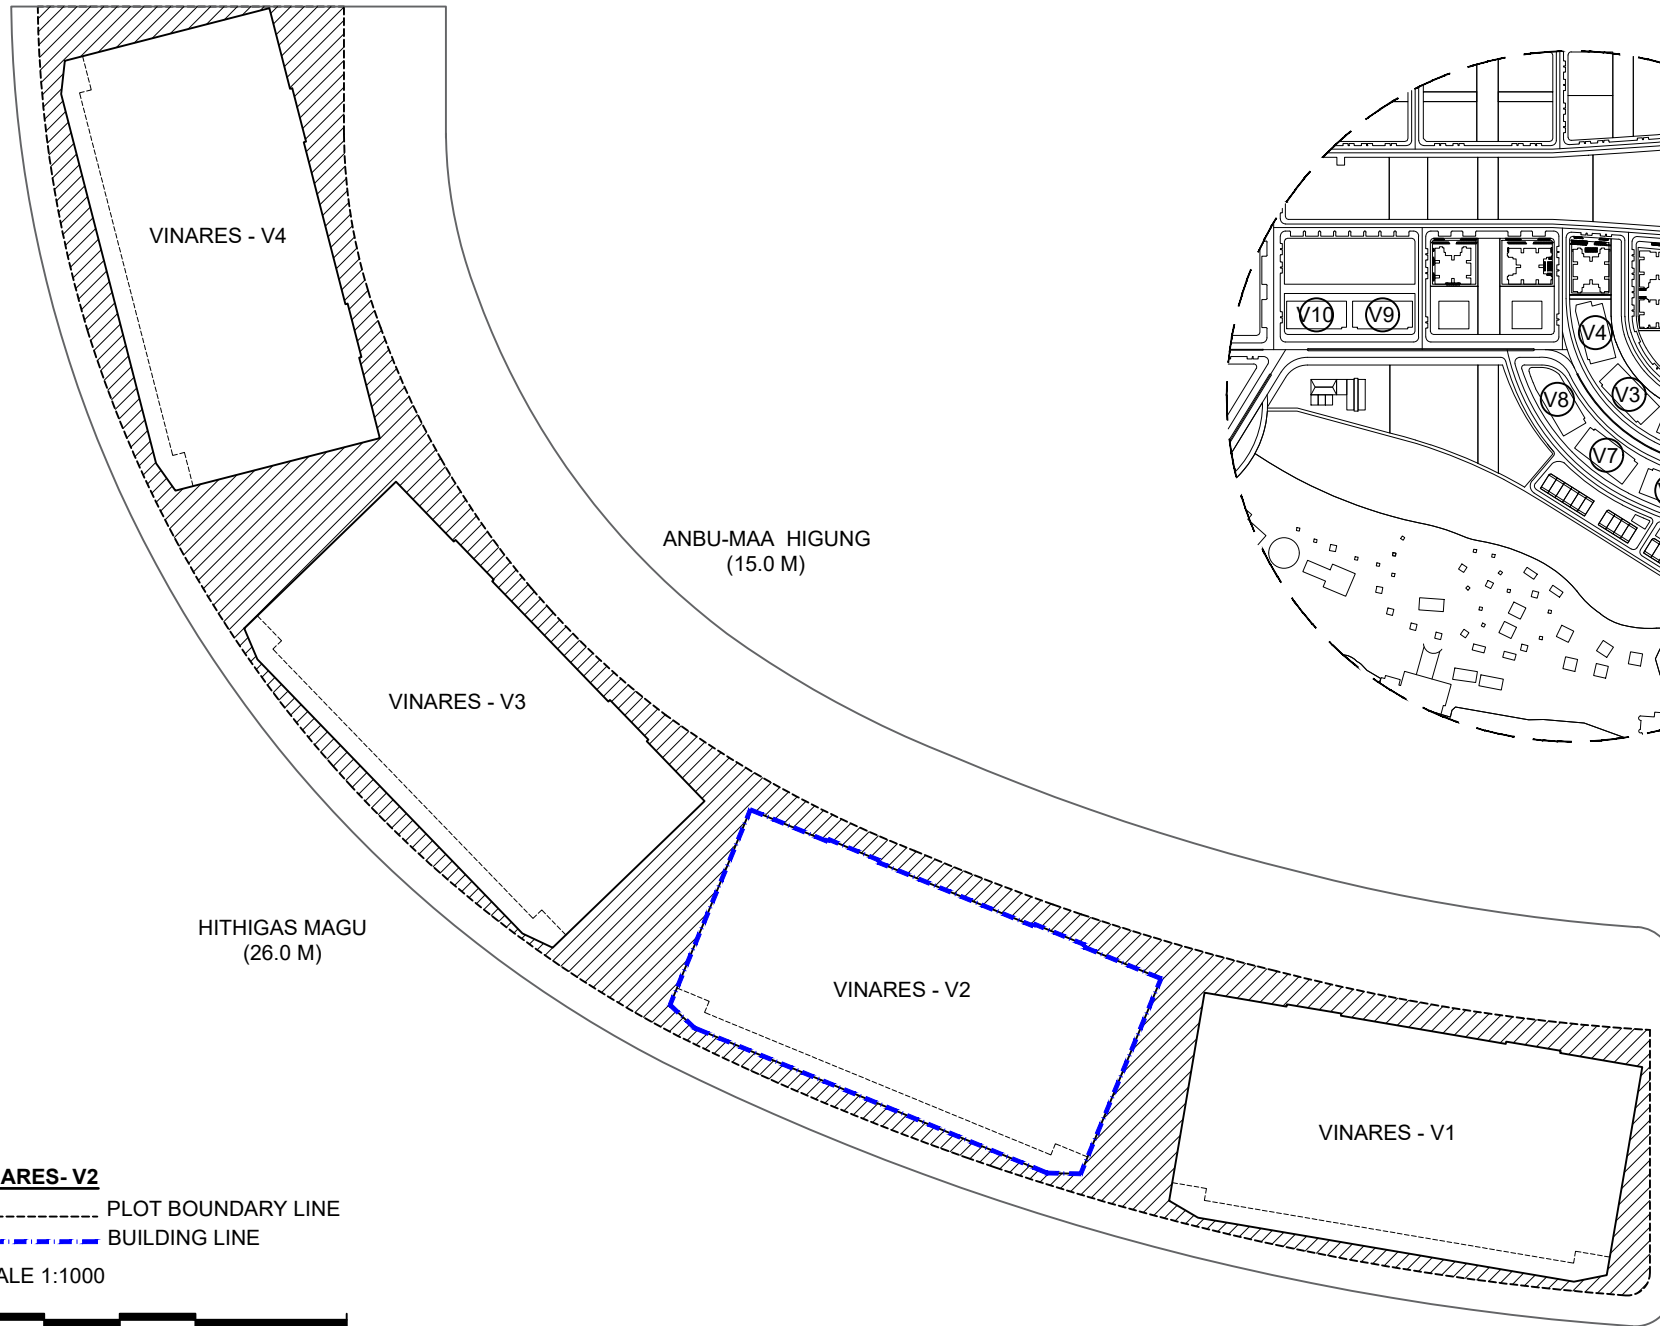 VINARES - V4
V10
V9
V4
V3
V8
V7
ANBU-MAA HIGUNG
(15.0 M)
VINARES - V3
HITHIGAS MAGU
(26.0 M)
VINARES - V2
VINARES - V1
ARES- V2
PLOT BOUNDARY LINE
BUILDING LINE
ALE 1:1000